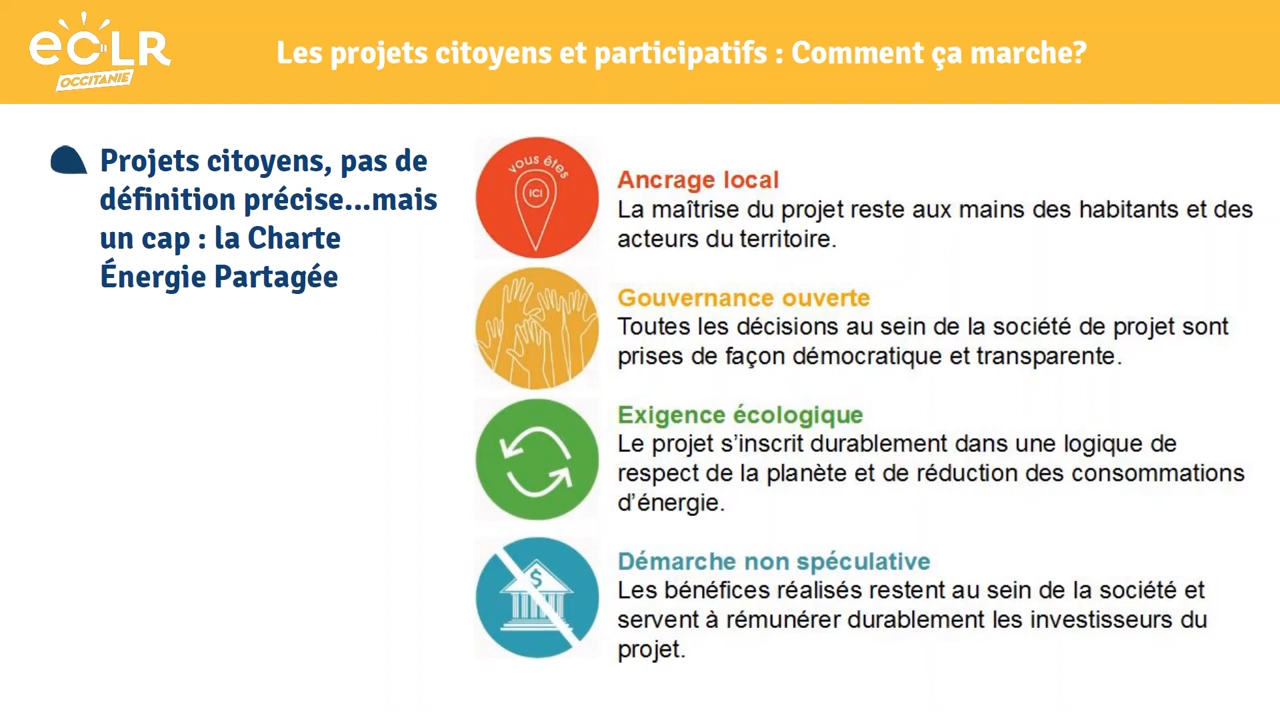 eCLR
OCCITANIE
Les projets citoyens et participatifs : Comment ça marche?
Projets citoyens, pas de
définition précise...mais
un cap : la Charte
Énergie Partagée
vous êtes
ICI
Ancrage local
La maîtrise du projet reste aux mains des habitants et des
acteurs du territoire.
Gouvernance ouverte
Toutes les décisions au sein de la société de projet sont
prises de façon démocratique et transparente.
Exigence écologique
Le projet s’inscrit durablement dans une logique de
respect de la planète et de réduction des consommations
d’énergie.
$
Démarche non spéculative
Les bénéfices réalisés restent au sein de la société et
servent à rémunérer durablement les investisseurs du
projet.